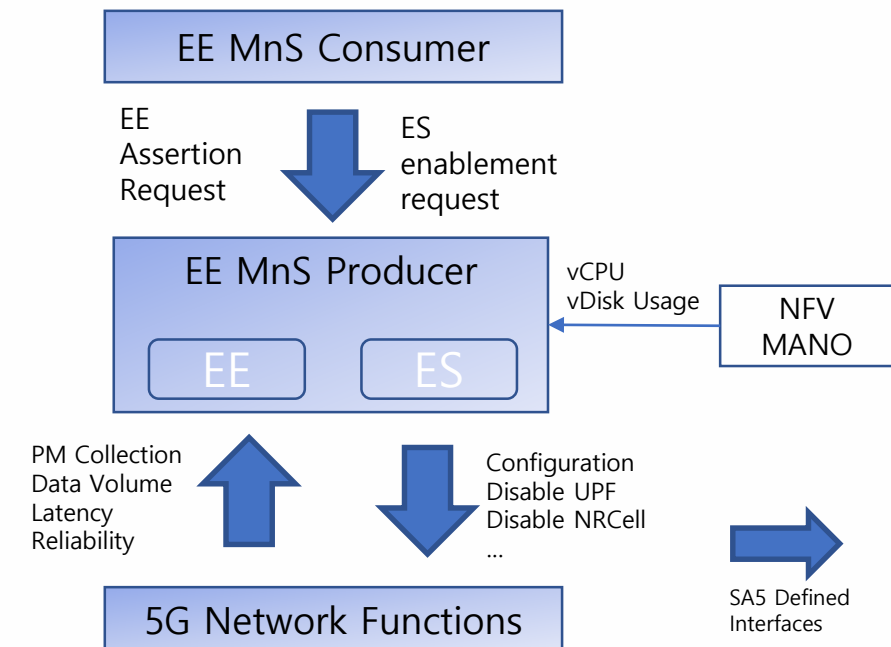 EE MnS Consumer
EE
Assertion
Request
ES
enablement
request
EE MnS Producer
EE
ES
vCPU
vDisk Usage
NFV
MANO
PM Collection
Data Volume
Latency
Reliability
Configuration
Disable UPF
Disable NRCell
...
SA5 Defined
Interfaces
5G Network Functions